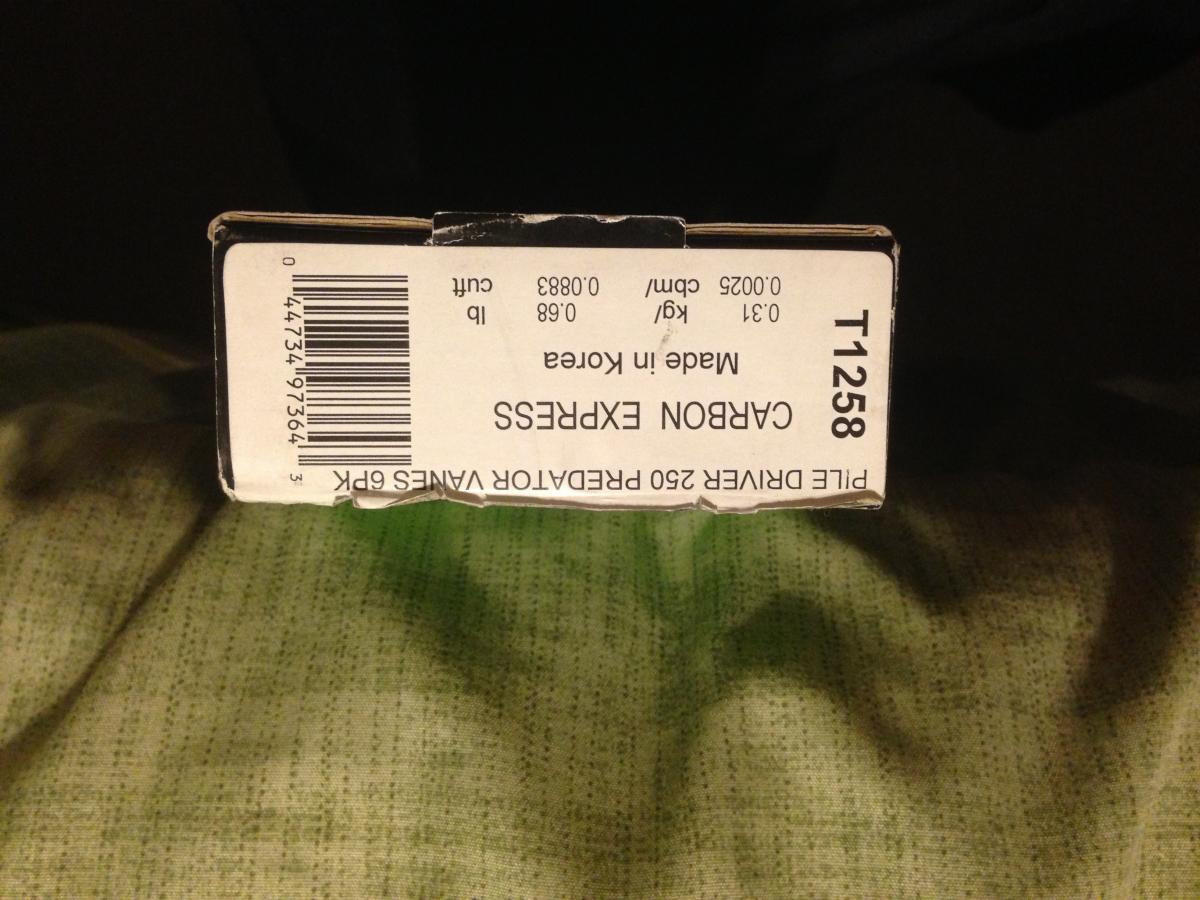 PILE DRIVER 250 PREDATOR VANES 6PK
CARBON EXPRESS
Made in Korea
0.31 kg/ 0.68 lb
0.0025 cbm/ 0.0883 cuft
T1258
0 44734 97364 3